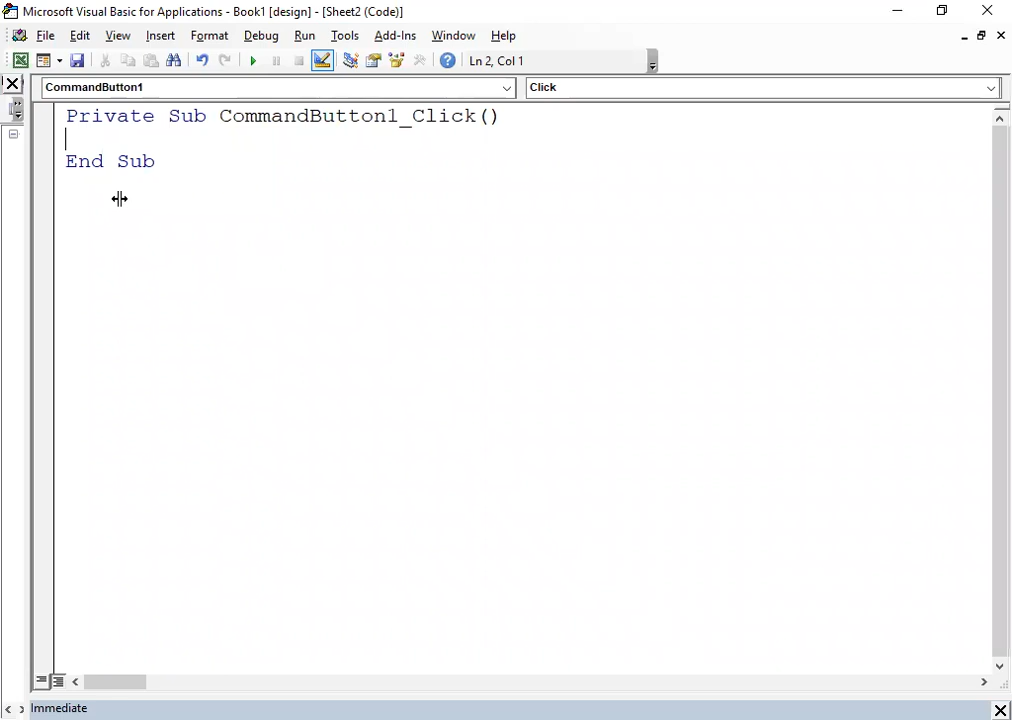 Microsoft Visual Basic for Applications - Book1 [design] - [Sheet2 (Code)]
File Edit View Insert Format Debug Run Tools Add-Ins Window Help
Ln 2, Col 1
CommandButton1 Click
Private Sub CommandButton1_Click()
End Sub
Immediate